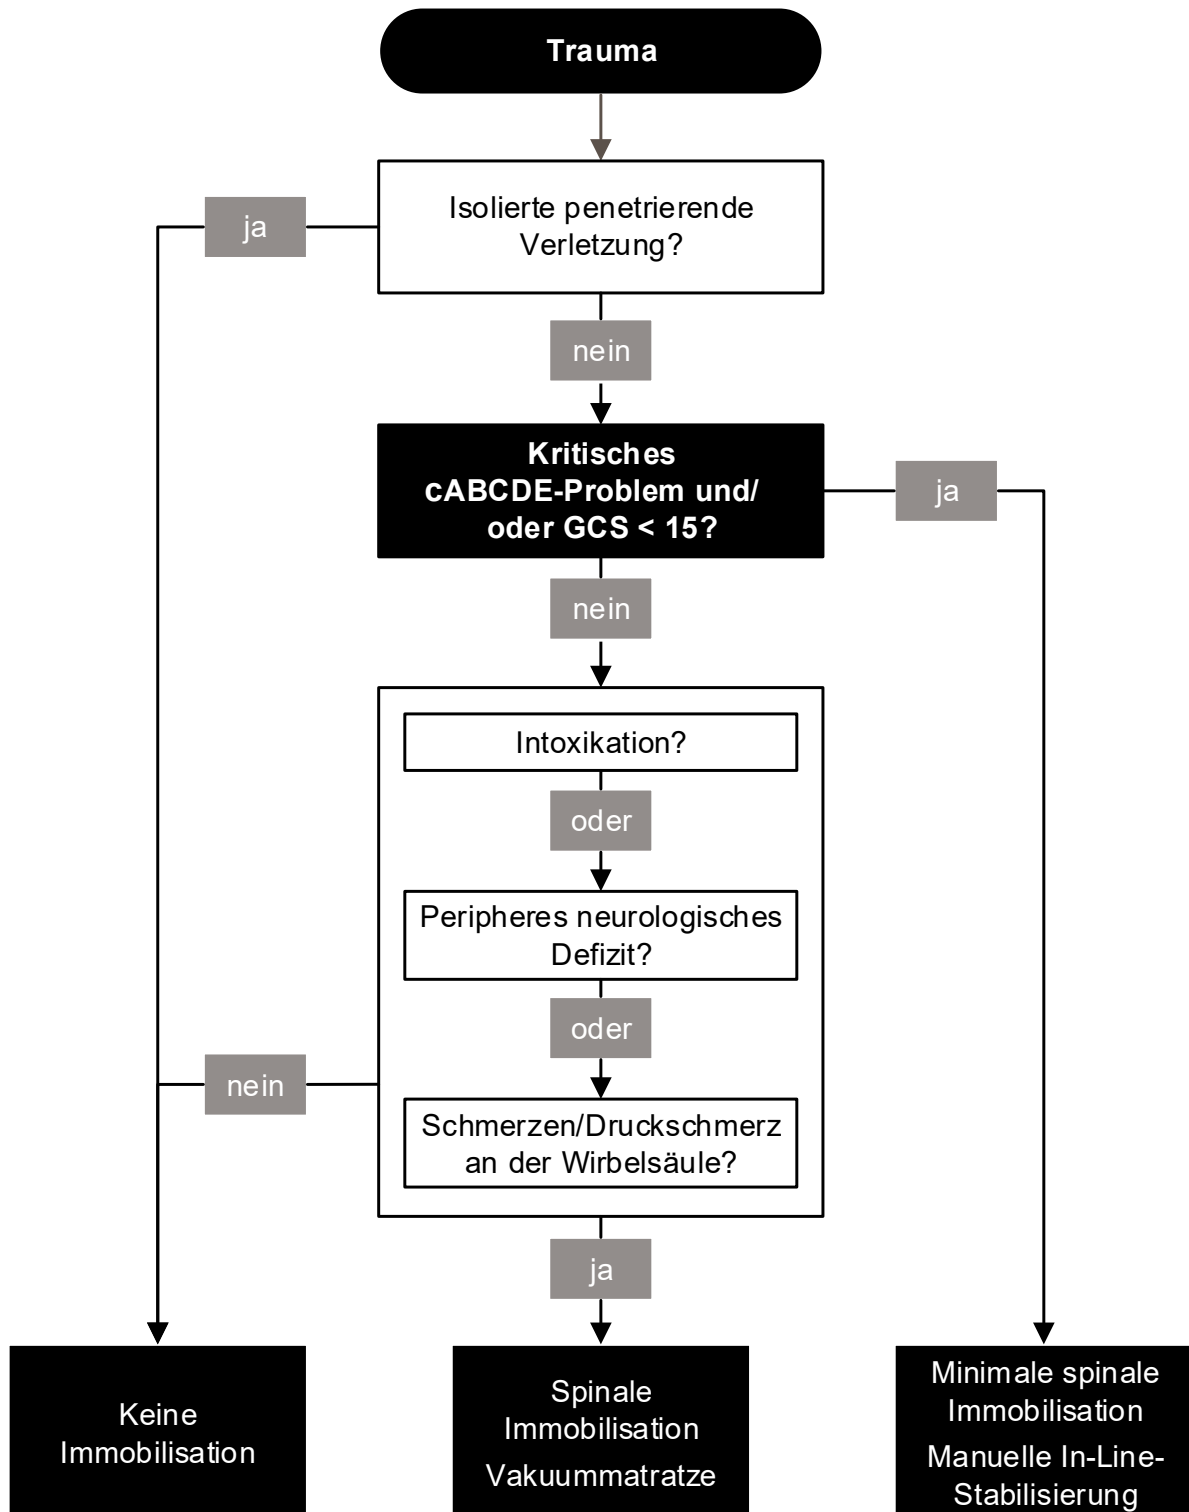 Trauma
Isolierte penetrierende
Verletzung?
ja
nein
Kritisches
cABCDE-Problem und/
oder GCS < 15?
ja
nein
Intoxikation?
oder
Peripheres neurologisches
Defizit?
oder
Schmerzen/Druckschmerz
an der Wirbelsäule?
nein
ja
Keine
Immobilisation
Spinale
Immobilisation
Vakuummatratze
Minimale spinale
Immobilisation
Manuelle In-Line-
Stabilisierung